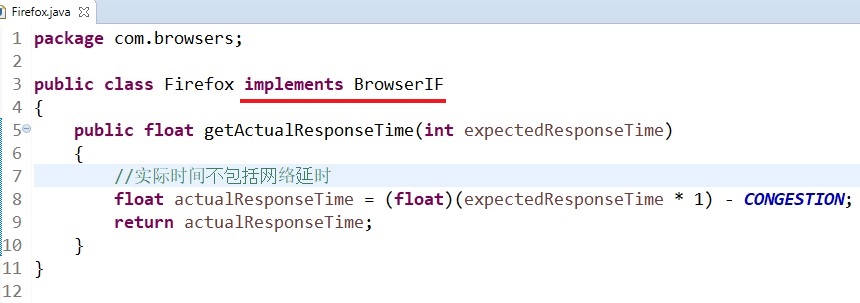 Firefox.java
1 package com.browsers;
2
3 public class Firefox implements BrowserIF
4 {
5 public float getActualResponseTime(int expectedResponseTime)
6 {
7 //实际时间不包括网络延时
8 float actualResponseTime = (float)(expectedResponseTime * 1) - CONGESTION;
9 return actualResponseTime;
10 }
11 }
12